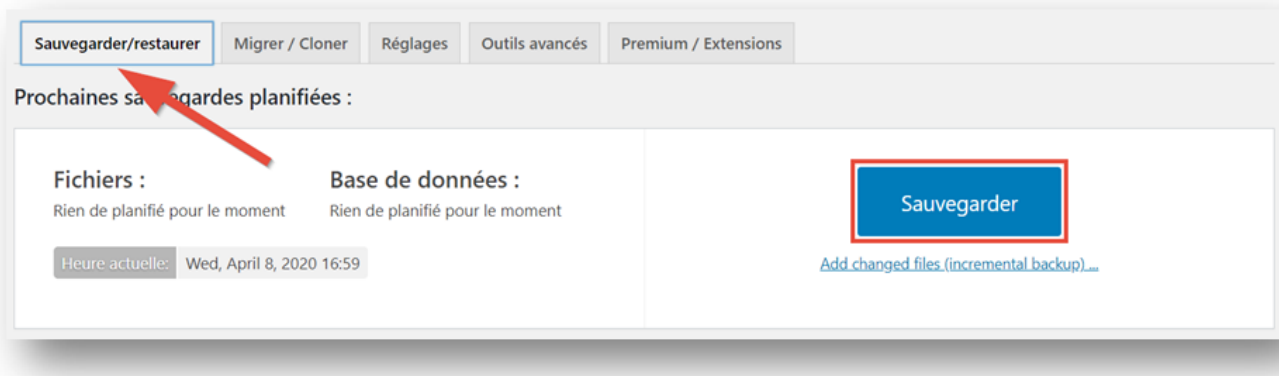 Sauvegarder/restaurer Migrer / Cloner Réglages Outils avancés Premium / Extensions
Prochaines sauvegardes planifiées :
Fichiers : Base de données :
Rien de planifié pour le moment Rien de planifié pour le moment
Sauvegarder
Heure actuelle: Wed, April 8, 2020 16:59
Add changed files (incremental backup) ...